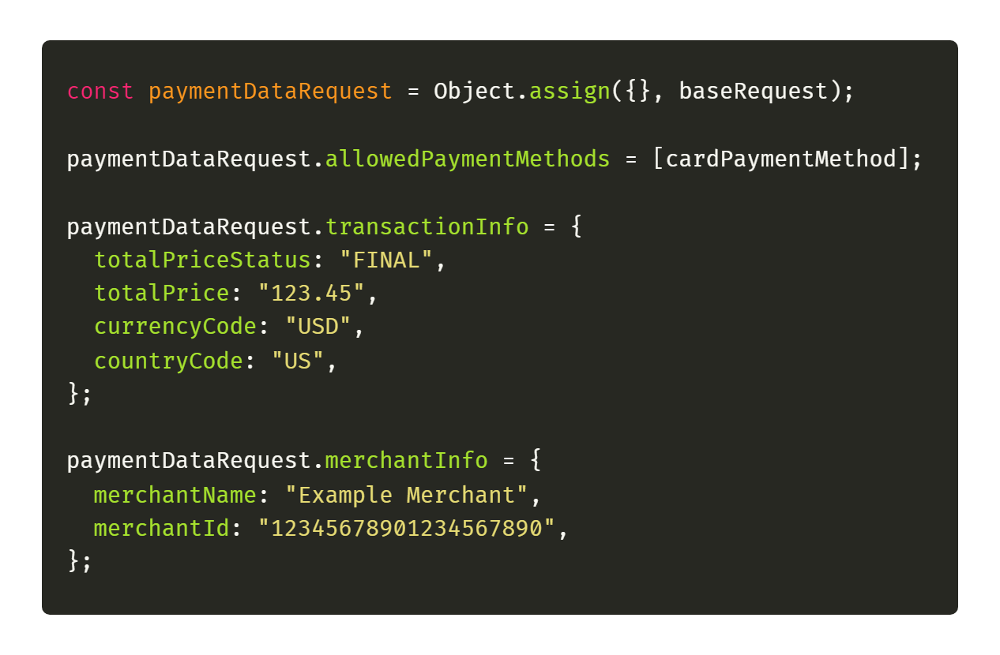 const paymentDataRequest = Object.assign({}, baseRequest);
paymentDataRequest.allowedPaymentMethods = [cardPaymentMethod];
paymentDataRequest.transactionInfo = {
  totalPriceStatus: "FINAL",
  totalPrice: "123.45",
  currencyCode: "USD",
  countryCode: "US",
};
paymentDataRequest.merchantInfo = {
  merchantName: "Example Merchant",
  merchantId: "12345678901234567890",
};